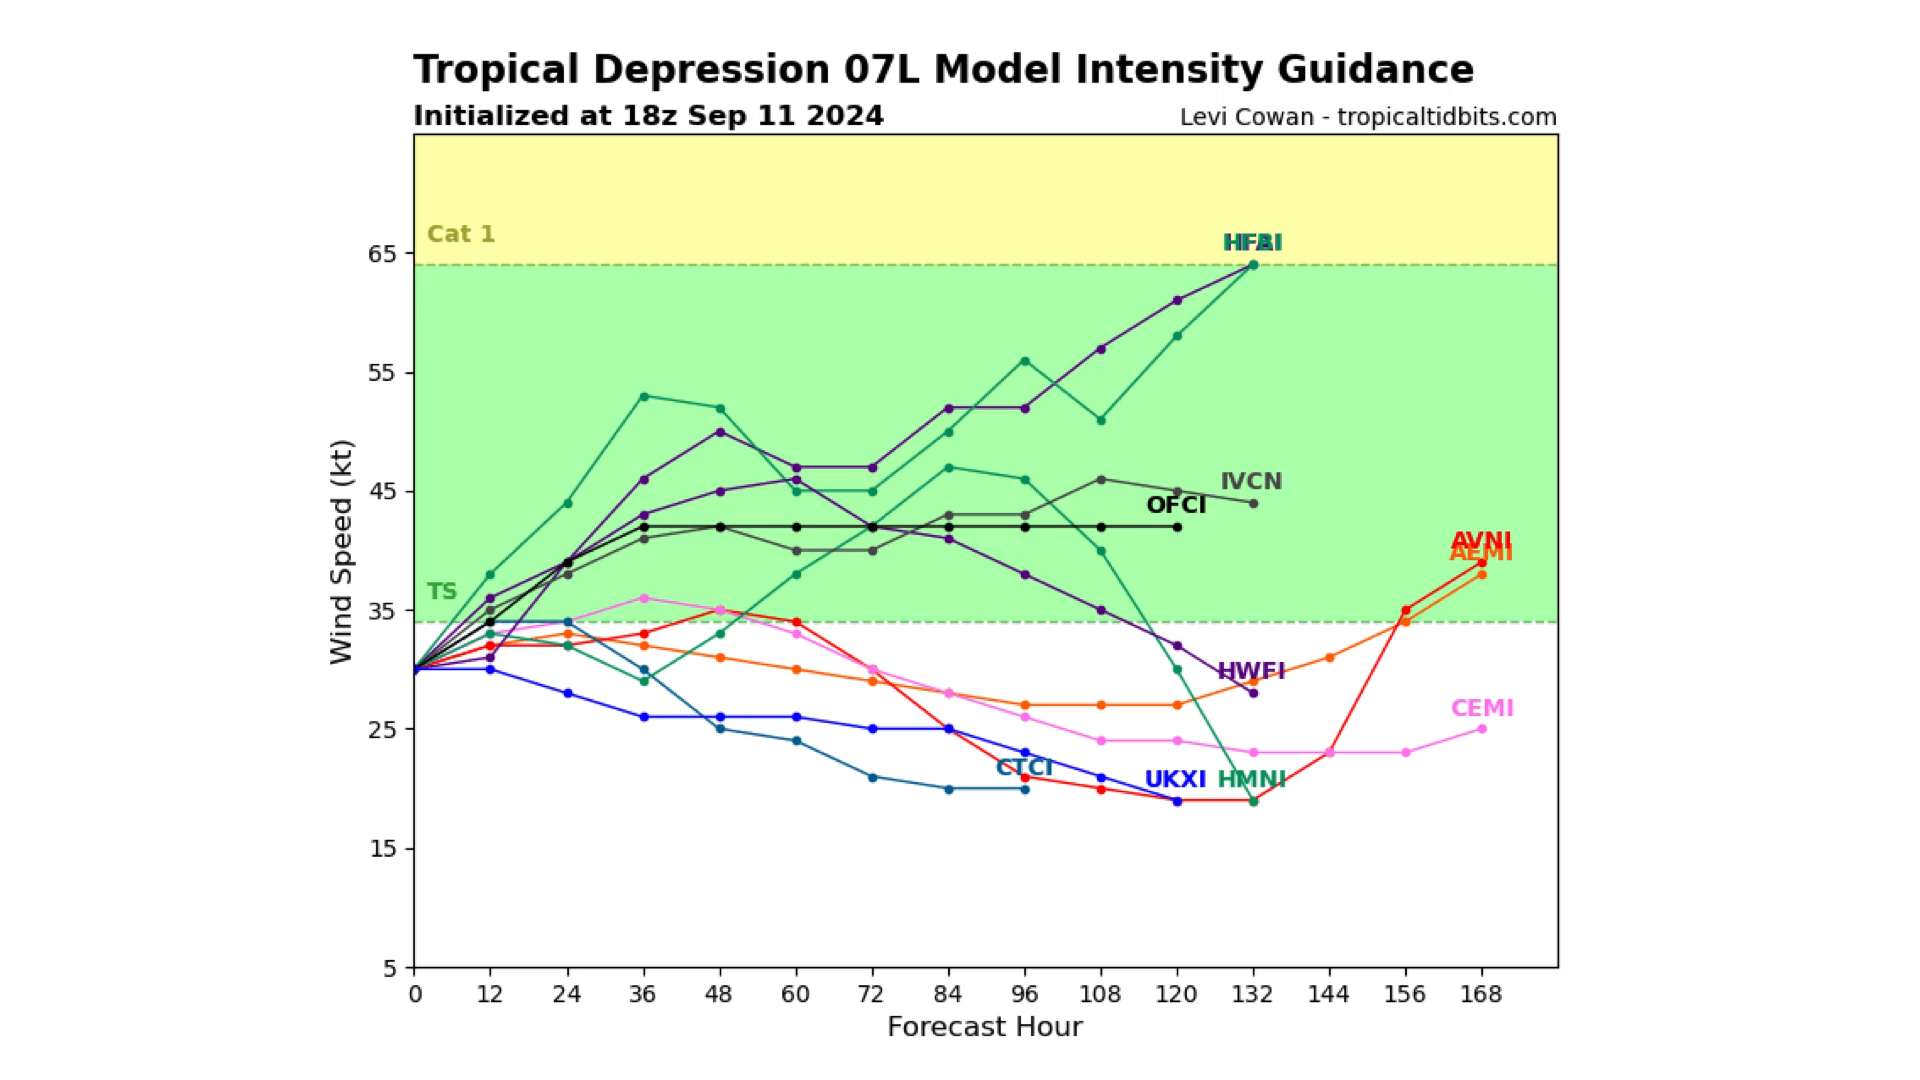 Tropical Depression 07L Model Intensity Guidance
Initialized at 18z Sep 11 2024
Levi Cowan - tropicaltidbits.com
Cat 1
65
55
45
35
25
15
5
Wind Speed (kt)
TS
IVCN
OFCI
AVNI
AEMI
HWFI
CEMI
CTCI
UKXI
HMNI
0 12 24 36 48 60 72 84 96 108 120 132 144 156 168
Forecast Hour